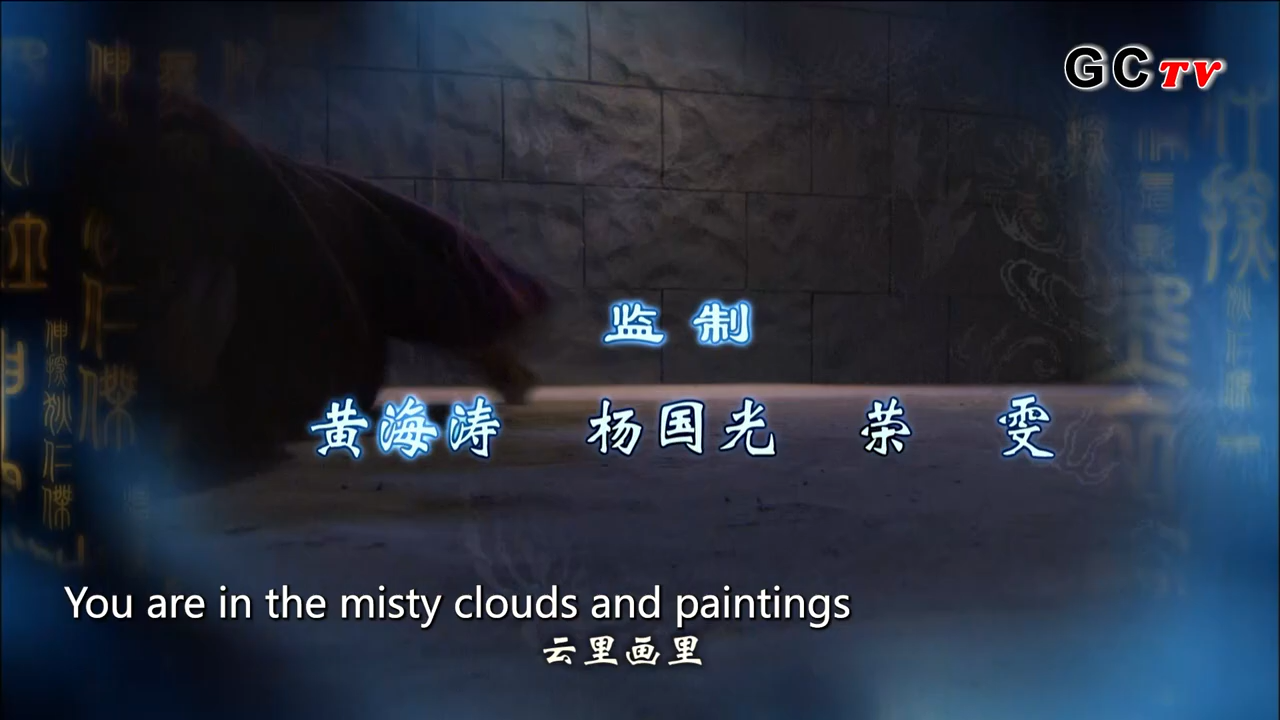 GCTV
监制
黄海涛 杨国光 荣雯
You are in the misty clouds and paintings
云里画里